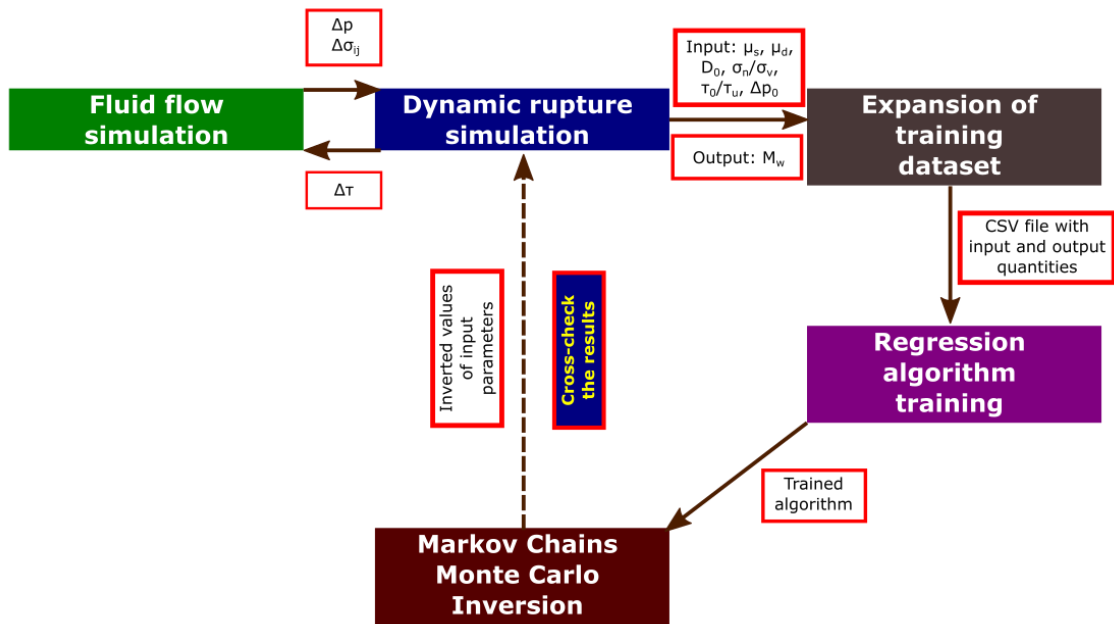 Δp
Δσij
Fluid flow
simulation
Δτ
Dynamic rupture
simulation
Input: μs, μd,
D0, σn/σv,
τ0/τu, Δp0
Output: Mw
Expansion of
training
dataset
CSV file with
input and output
quantities
Regression
algorithm
training
Trained
algorithm
Markov Chains
Monte Carlo
Inversion
Inverted values
of input
parameters
Cross-check
the results